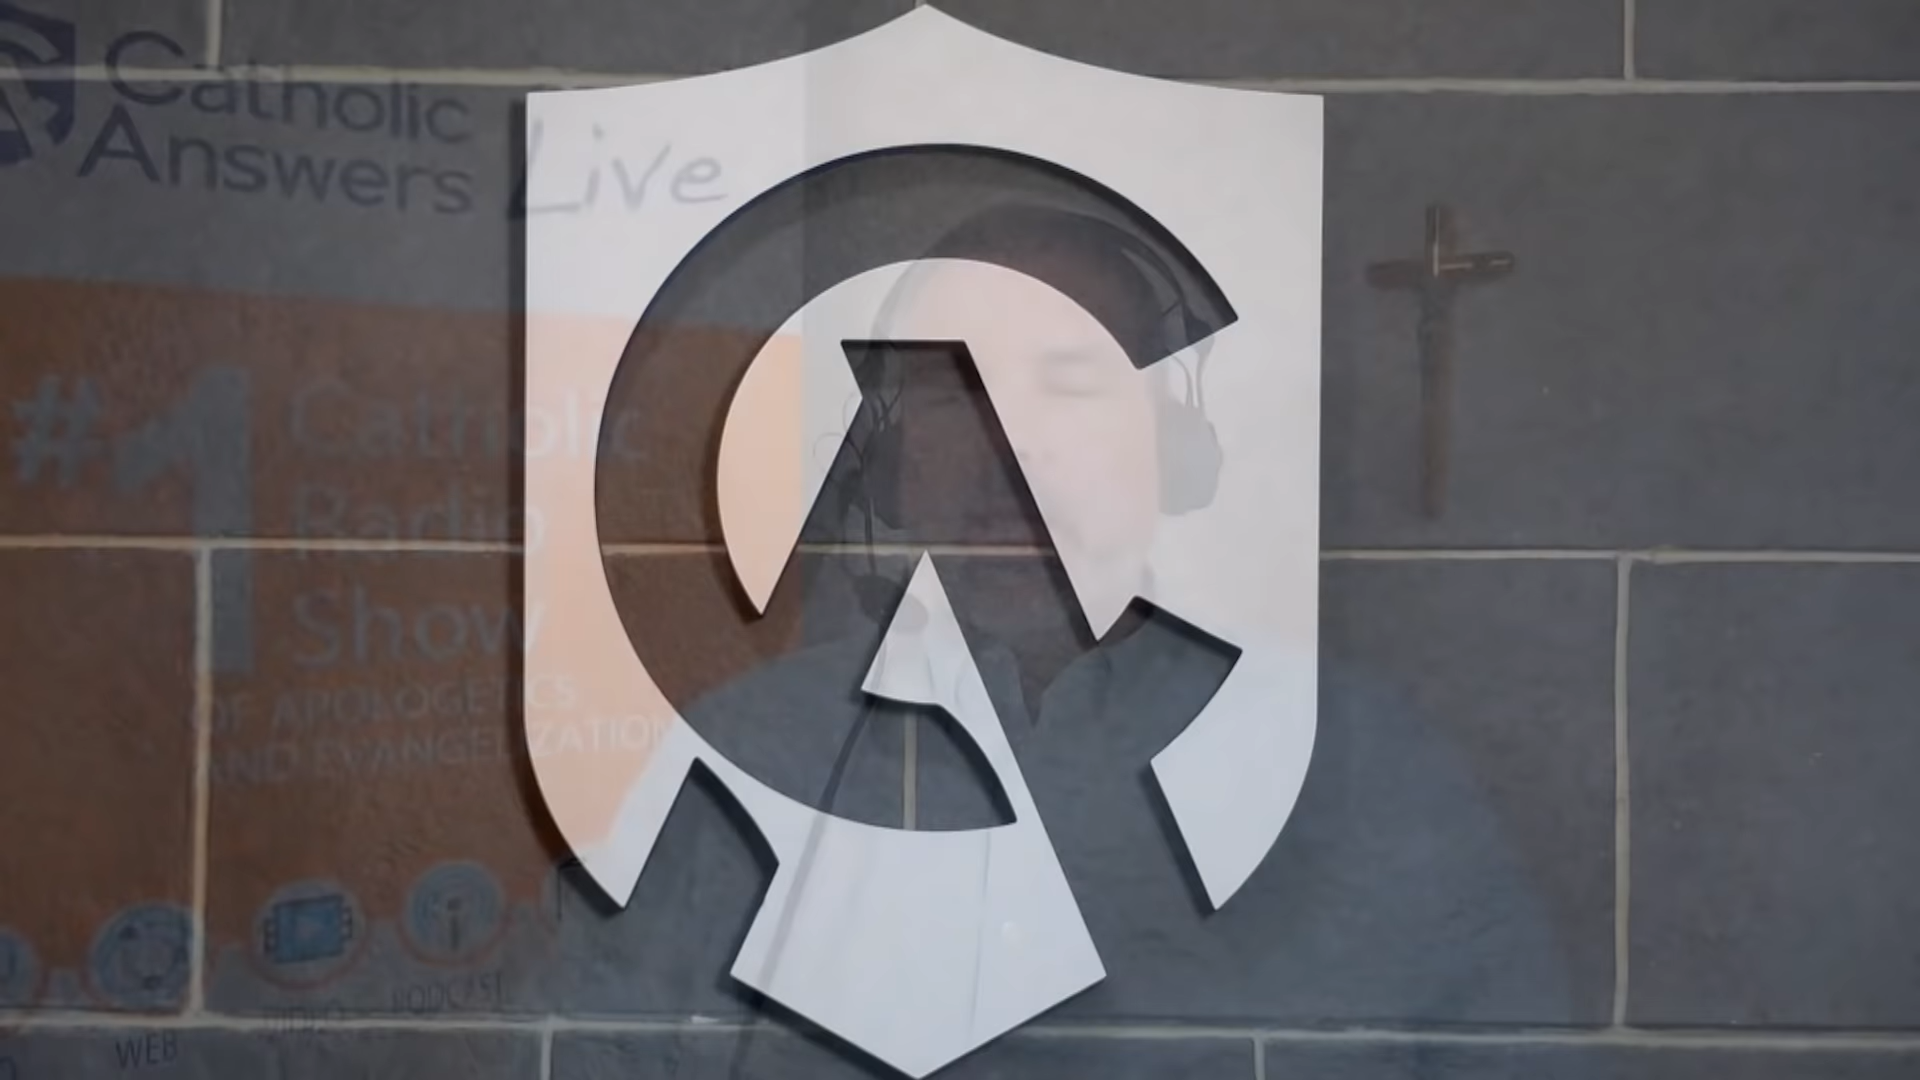 Catholic
Answers Live
#1
Catholic
Radio
Show
OF APOLOGETICS
AND EVANGELIZATION
PODCAST
WEB